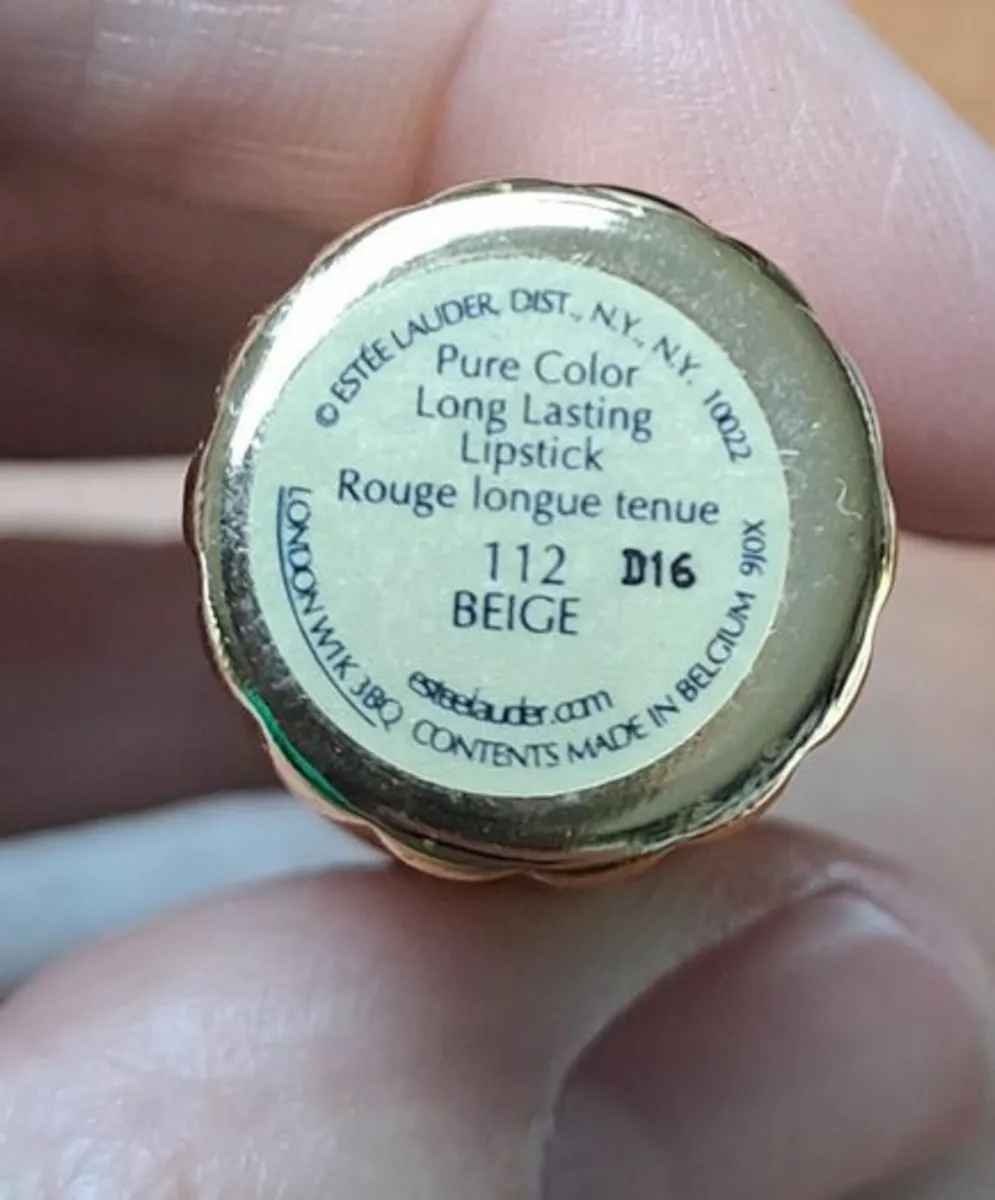 © ESTÉE LAUDER, DIST., N.Y., N.Y. 10022
Pure Color
Long Lasting
Lipstick
Rouge longue tenue
112 D16
BEIGE
esteelauder.com
LONDON W1K 3BQ CONTENTS MADE IN BELGIUM 9J0X